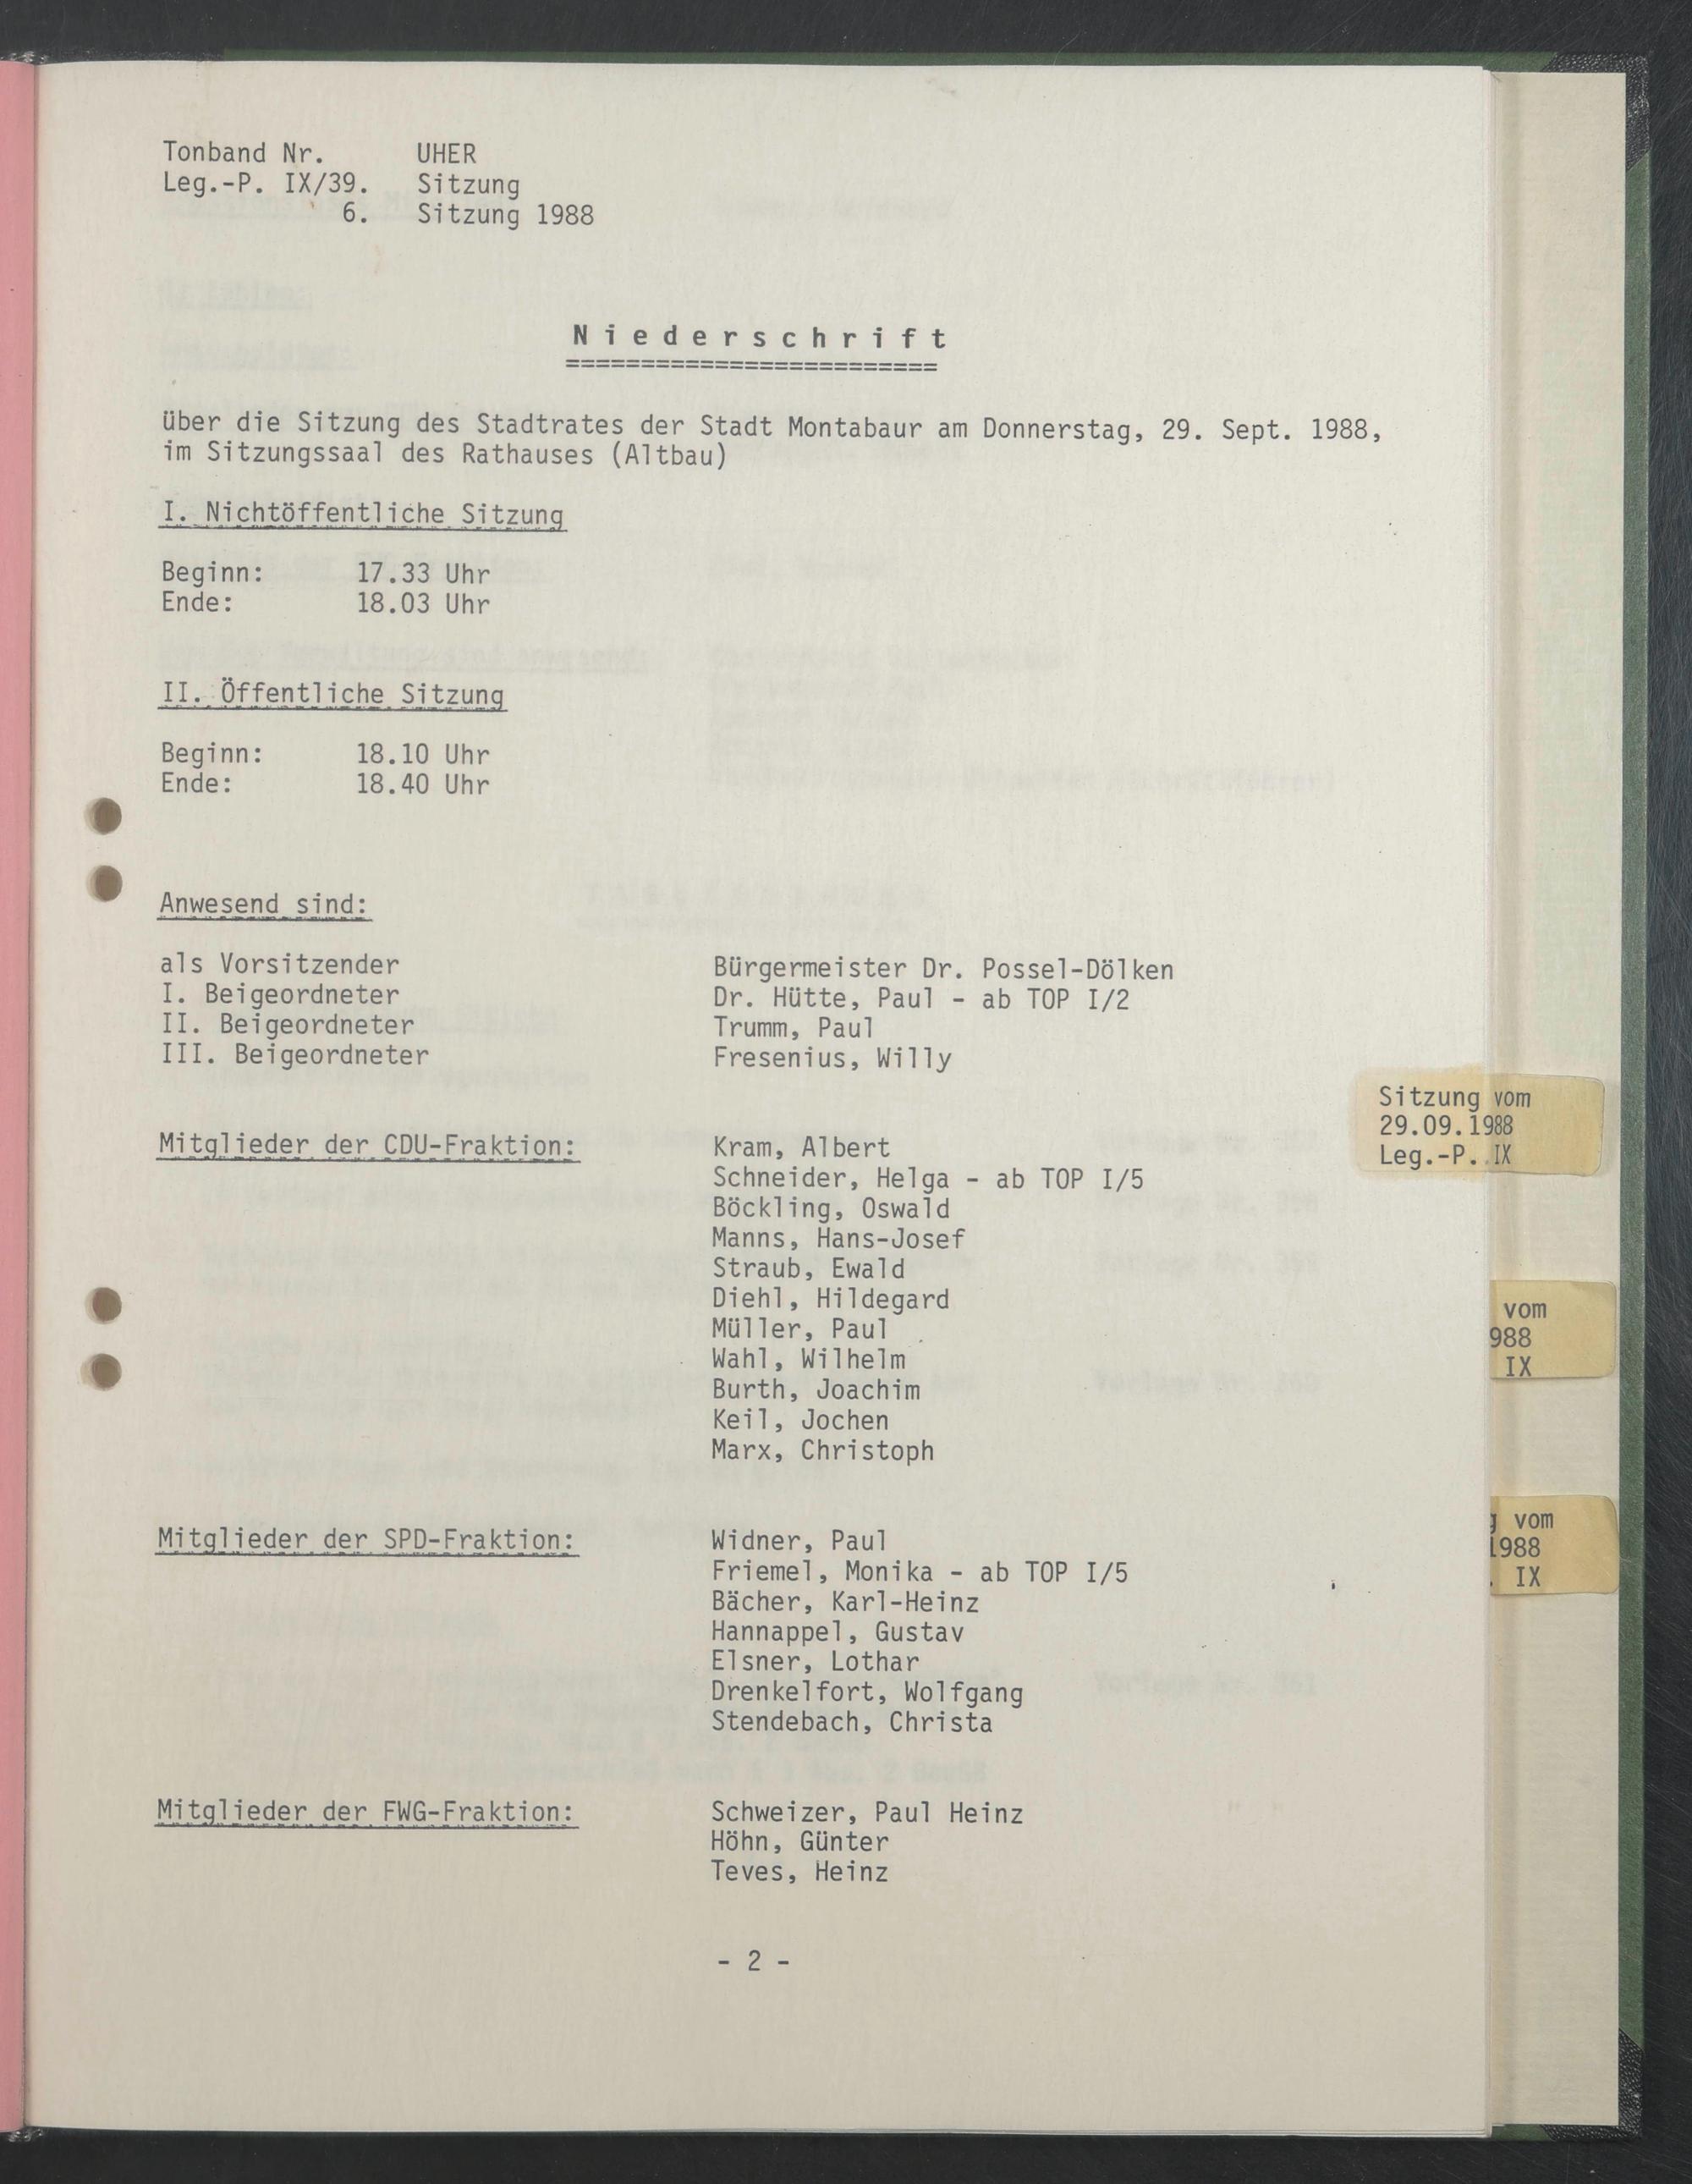 Tonband Nr. UHER
Leg.-P. IX/39. Sitzung
6. Sitzung 1988
Niederschrift
=========================
über die Sitzung des Stadtrates der Stadt Montabaur am Donnerstag, 29. Sept. 1988,
im Sitzungssaal des Rathauses (Altbau)
I. Nichtöffentliche Sitzung
Beginn: 17.33 Uhr
Ende: 18.03 Uhr
II. Öffentliche Sitzung
Beginn: 18.10 Uhr
Ende: 18.40 Uhr
Anwesend sind:
als Vorsitzender Bürgermeister Dr. Possel-Dölken
I. Beigeordneter Dr. Hütte, Paul - ab TOP I/2
II. Beigeordneter Trumm, Paul
III. Beigeordneter Fresenius, Willy
Mitglieder der CDU-Fraktion: Kram, Albert
Schneider, Helga - ab TOP I/5
Böckling, Oswald
Manns, Hans-Josef
Straub, Ewald
Diehl, Hildegard
Müller, Paul
Wahl, Wilhelm
Burth, Joachim
Keil, Jochen
Marx, Christoph
Mitglieder der SPD-Fraktion: Widner, Paul
Friemel, Monika - ab TOP I/5
Bächer, Karl-Heinz
Hannappel, Gustav
Elsner, Lothar
Drenkelfort, Wolfgang
Stendebach, Christa
Mitglieder der FWG-Fraktion: Schweizer, Paul Heinz
Höhn, Günter
Teves, Heinz
- 2 -
Sitzung vom
29.09.1988
Leg.-P. IX
vom
988
IX
g vom
1988
. IX